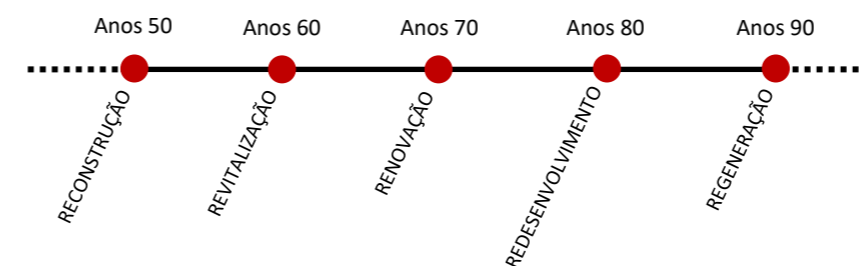 Anos 50
Anos 60
Anos 70
Anos 80
Anos 90
RECONSTRUÇÃO
REVITALIZAÇÃO
RENOVAÇÃO
REDESENVOLVIMENTO
REGENERAÇÃO